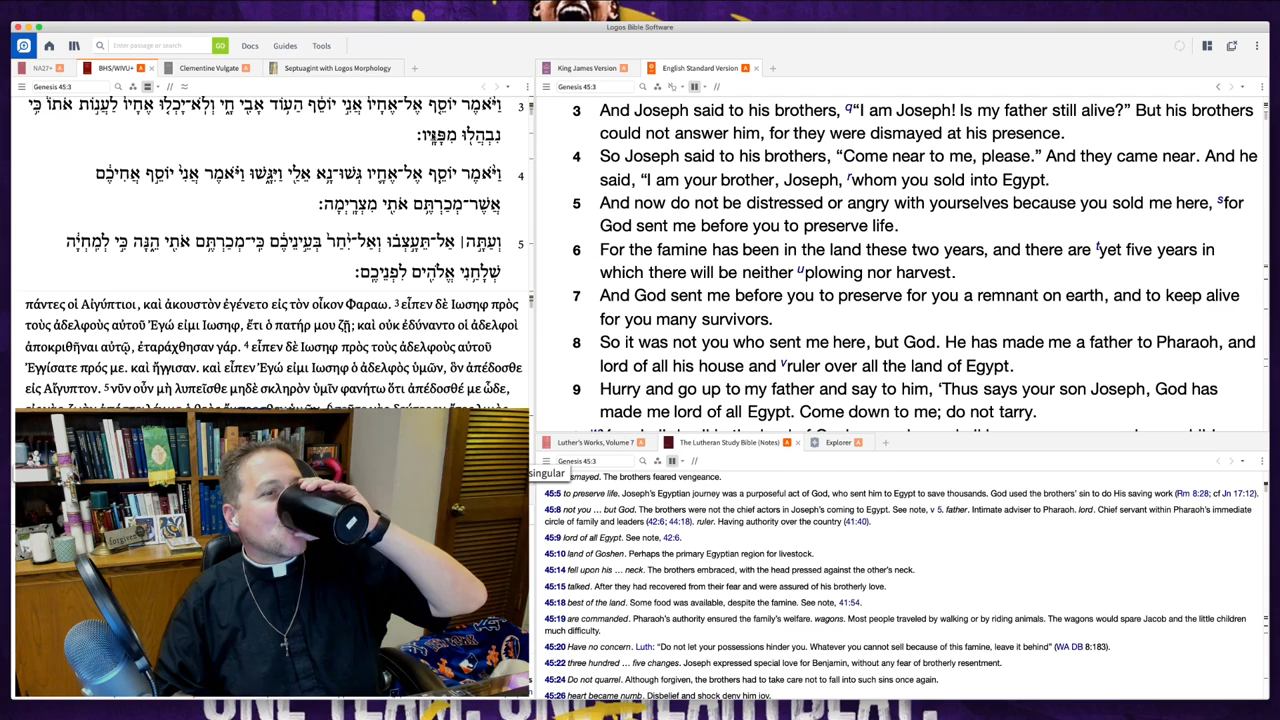 Logos Bible Software
Enter passage or search
GO
Docs
Guides
Tools
NA27+
BHS/WIVU+
Clementine Vulgate
Septuagint with Logos Morphology
Genesis 45:3
3 וַיֹּ֨אמֶר יוֹסֵ֤ף אֶל־אֶחָיו֙ אֲנִ֣י יוֹסֵ֔ף הַע֥וֹד אָבִ֖י חָ֑י וְלֹֽא־יָכְל֤וּ אֶחָיו֙ לַעֲנ֣וֹת אֹת֔וֹ כִּ֥י
נִבְהֲל֖וּ מִפָּנָֽיו׃
4 וַיֹּ֨אמֶר יוֹסֵ֧ף אֶל־אֶחָ֛יו גְּשׁוּ־נָ֥א אֵלַ֖י וַיִּגָּ֑שׁוּ וַיֹּ֗אמֶר אֲנִי֙ יוֹסֵ֣ף אֲחִיכֶ֔ם
אֲשֶׁר־מְכַרְתֶּ֥ם אֹתִ֖י מִצְרָֽיְמָה׃
5 וְעַתָּ֣ה׀ אַל־תֵּעָ֣צְב֗וּ וְאַל־יִ֙חַר֙ בְּעֵ֣ינֵיכֶ֔ם כִּֽי־מְכַרְתֶּ֥ם אֹתִ֖י הֵ֑נָּה כִּ֣י לְמִֽחְיָ֔ה
שְׁלָחַ֥נִי אֱלֹהִ֖ים לִפְנֵיכֶֽם׃
πάντες οἱ Αἰγύπτιοι, καὶ ἀκουστὸν ἐγένετο εἰς τὸν οἶκον Φαραω. 3 εἶπεν δὲ Ιωσηφ πρὸς
τοὺς ἀδελφοὺς αὐτοῦ Ἐγώ εἰμι Ιωσηφ, ἔτι ὁ πατήρ μου ζῇ; καὶ οὐκ ἐδύναντο οἱ ἀδελφοὶ
ἀποκριθῆναι αὐτῷ, ἐταράχθησαν γάρ. 4 εἶπεν δὲ Ιωσηφ πρὸς τοὺς ἀδελφοὺς αὐτοῦ
Ἐγγίσατε πρός με. καὶ ἤγγισαν. καὶ εἶπεν Ἐγώ εἰμι Ιωσηφ ὁ ἀδελφὸς ὑμῶν, ὃν ἀπέδοσθε
εἰς Αἴγυπτον. 5 νῦν οὖν μὴ λυπεῖσθε μηδὲ σκληρὸν ὑμῖν φανήτω ὅτι ἀπέδοσθέ με ὧδε,
forgiven
King James Version
English Standard Version
Genesis 45:3
3 And Joseph said to his brothers, q“I am Joseph! Is my father still alive?” But his brothers
could not answer him, for they were dismayed at his presence.
4 So Joseph said to his brothers, “Come near to me, please.” And they came near. And he
said, “I am your brother, Joseph, rwhom you sold into Egypt.
5 And now do not be distressed or angry with yourselves because you sold me here, sfor
God sent me before you to preserve life.
6 For the famine has been in the land these two years, and there are tyet five years in
which there will be neither uplowing nor harvest.
7 And God sent me before you to preserve for you a remnant on earth, and to keep alive
for you many survivors.
8 So it was not you who sent me here, but God. He has made me a father to Pharaoh, and
lord of all his house and vruler over all the land of Egypt.
9 Hurry and go up to my father and say to him, ‘Thus says your son Joseph, God has
made me lord of all Egypt. Come down to me; do not tarry.
Luther's Works, Volume 7
The Lutheran Study Bible (Notes)
Explorer
Genesis 45:3
singular
smayed. The brothers feared vengeance.
45:5 to preserve life. Joseph's Egyptian journey was a purposeful act of God, who sent him to Egypt to save thousands. God used the brothers' sin to do His saving work (Rm 8:28; cf Jn 17:12).
45:8 not you … but God. The brothers were not the chief actors in Joseph's coming to Egypt. See note, v 5. father. Intimate adviser to Pharaoh. lord. Chief servant within Pharaoh's immediate
circle of family and leaders (42:6; 44:18). ruler. Having authority over the country (41:40).
45:9 lord of all Egypt. See note, 42:6.
45:10 land of Goshen. Perhaps the primary Egyptian region for livestock.
45:14 fell upon his … neck. The brothers embraced, with the head pressed against the other's neck.
45:15 talked. After they had recovered from their fear and were assured of his brotherly love.
45:18 best of the land. Some food was available, despite the famine. See note, 41:54.
45:19 are commanded. Pharaoh's authority ensured the family's welfare. wagons. Most people traveled by walking or by riding animals. The wagons would spare Jacob and the little children
much difficulty.
45:20 Have no concern. Luth: “Do not let your possessions hinder you. Whatever you cannot sell because of this famine, leave it behind” (WA DB 8:183).
45:22 three hundred … five changes. Joseph expressed special love for Benjamin, without any fear of brotherly resentment.
45:24 Do not quarrel. Although forgiven, the brothers had to take care not to fall into such sins once again.
45:26 heart became numb. Disbelief and shock deny him joy.
ONE TEAM. ONE HEARTBEAT.